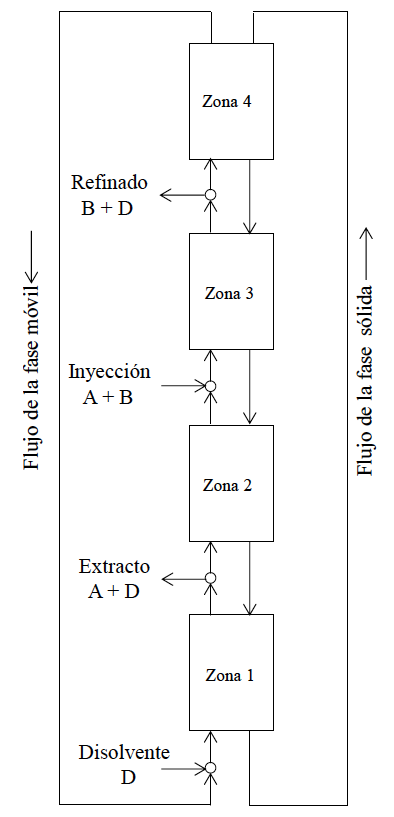 Zona 4
Refinado
B + D
Zona 3
Flujo de la fase móvil
Flujo de la fase sólida
Inyección
A + B
Zona 2
Extracto
A + D
Zona 1
Disolvente
D